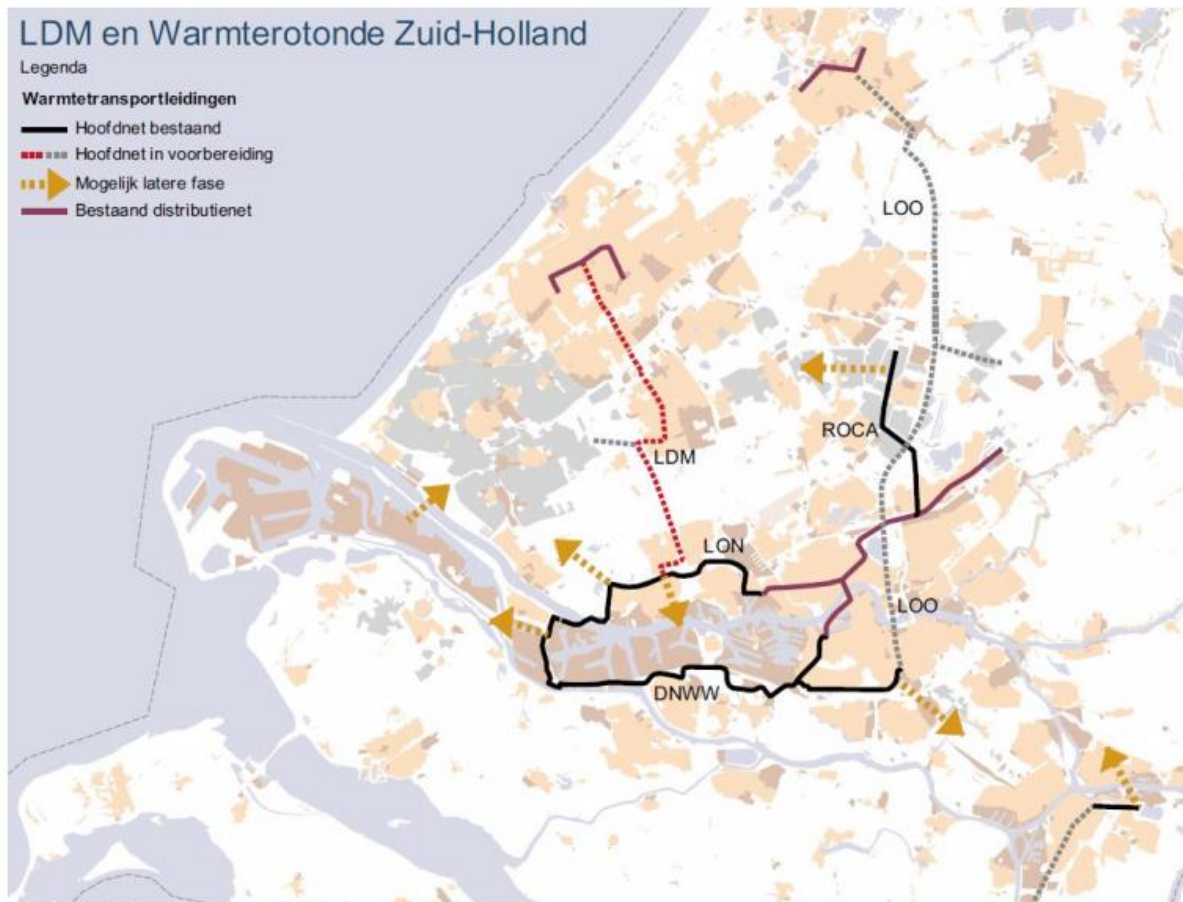 LDM en Warmterotonde Zuid-Holland
Legenda
Warmtetransportleidingen
Hoofdnet bestaand
Hoofdnet in voorbereiding
Mogelijk latere fase
Bestaand distributienet
LOO
ROCA
LDM
LON
LOO
DNWW